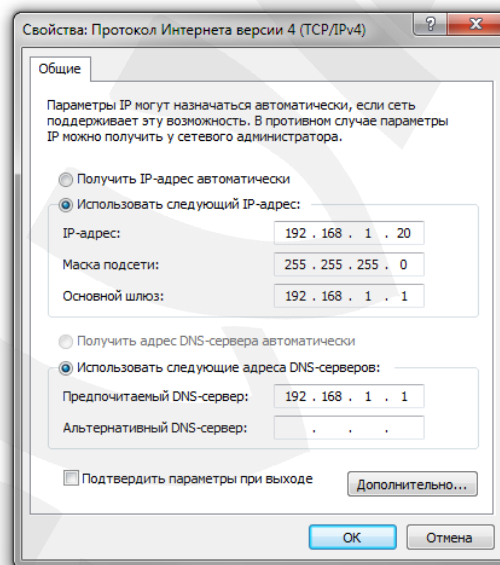 Свойства: Протокол Интернета версии 4 (TCP/IPv4)
Общие
Параметры IP могут назначаться автоматически, если сеть
поддерживает эту возможность. В противном случае параметры
IP можно получить у сетевого администратора.
Получить IP-адрес автоматически
Использовать следующий IP-адрес:
IP-адрес: 192 . 168 . 1 . 20
Маска подсети: 255 . 255 . 255 . 0
Основной шлюз: 192 . 168 . 1 . 1
Получить адрес DNS-сервера автоматически
Использовать следующие адреса DNS-серверов:
Предпочитаемый DNS-сервер: 192 . 168 . 1 . 1
Альтернативный DNS-сервер: . . .
Подтвердить параметры при выходе
Дополнительно...
ОК Отмена